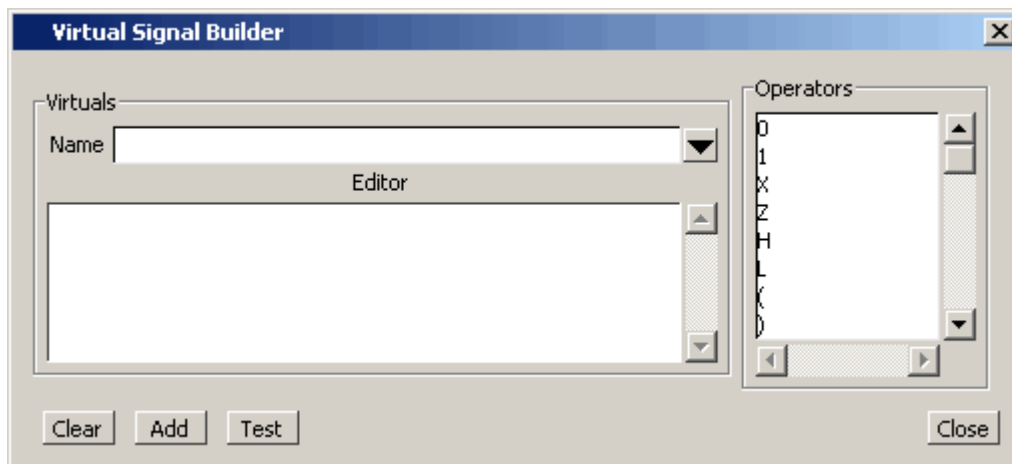 Virtual Signal Builder
Virtuals
Name
Editor
Operators
0
1
X
Z
H
L
(
)
Clear
Add
Test
Close